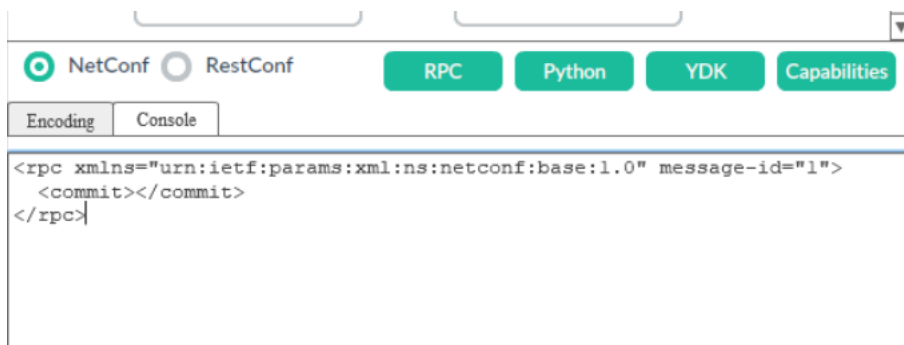 NetConf RestConf RPC Python YDK Capabilities
Encoding Console
<rpc xmlns="urn:ietf:params:xml:ns:netconf:base:1.0" message-id="1">
  <commit></commit>
</rpc>